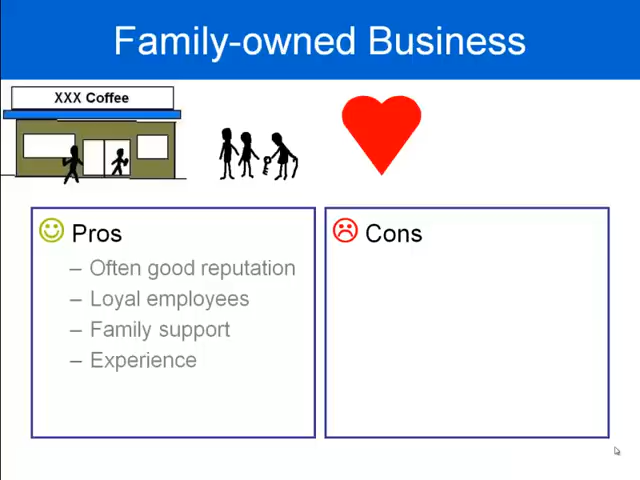 Family-owned Business
XXX Coffee
Pros
– Often good reputation
– Loyal employees
– Family support
– Experience
Cons